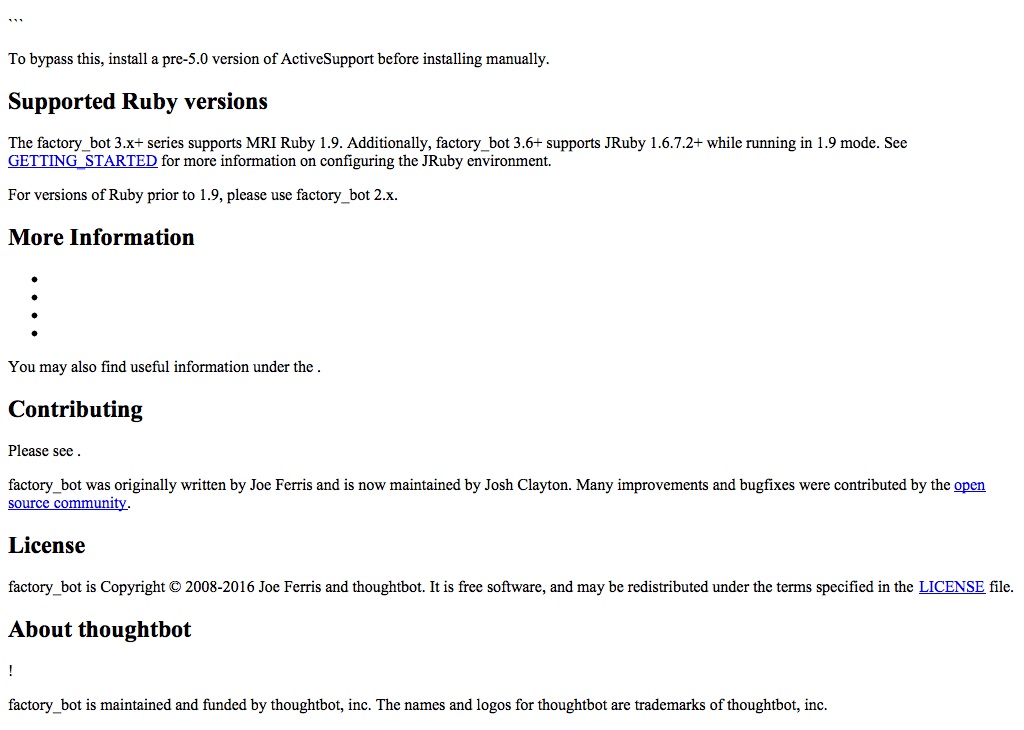 ```
To bypass this, install a pre-5.0 version of ActiveSupport before installing manually.
Supported Ruby versions
The factory_bot 3.x+ series supports MRI Ruby 1.9. Additionally, factory_bot 3.6+ supports JRuby 1.6.7.2+ while running in 1.9 mode. See
GETTING_STARTED for more information on configuring the JRuby environment.
For versions of Ruby prior to 1.9, please use factory_bot 2.x.
More Information
•
•
•
•
You may also find useful information under the .
Contributing
Please see .
factory_bot was originally written by Joe Ferris and is now maintained by Josh Clayton. Many improvements and bugfixes were contributed by the open
source community.
License
factory_bot is Copyright © 2008-2016 Joe Ferris and thoughtbot. It is free software, and may be redistributed under the terms specified in the LICENSE file.
About thoughtbot
!
factory_bot is maintained and funded by thoughtbot, inc. The names and logos for thoughtbot are trademarks of thoughtbot, inc.